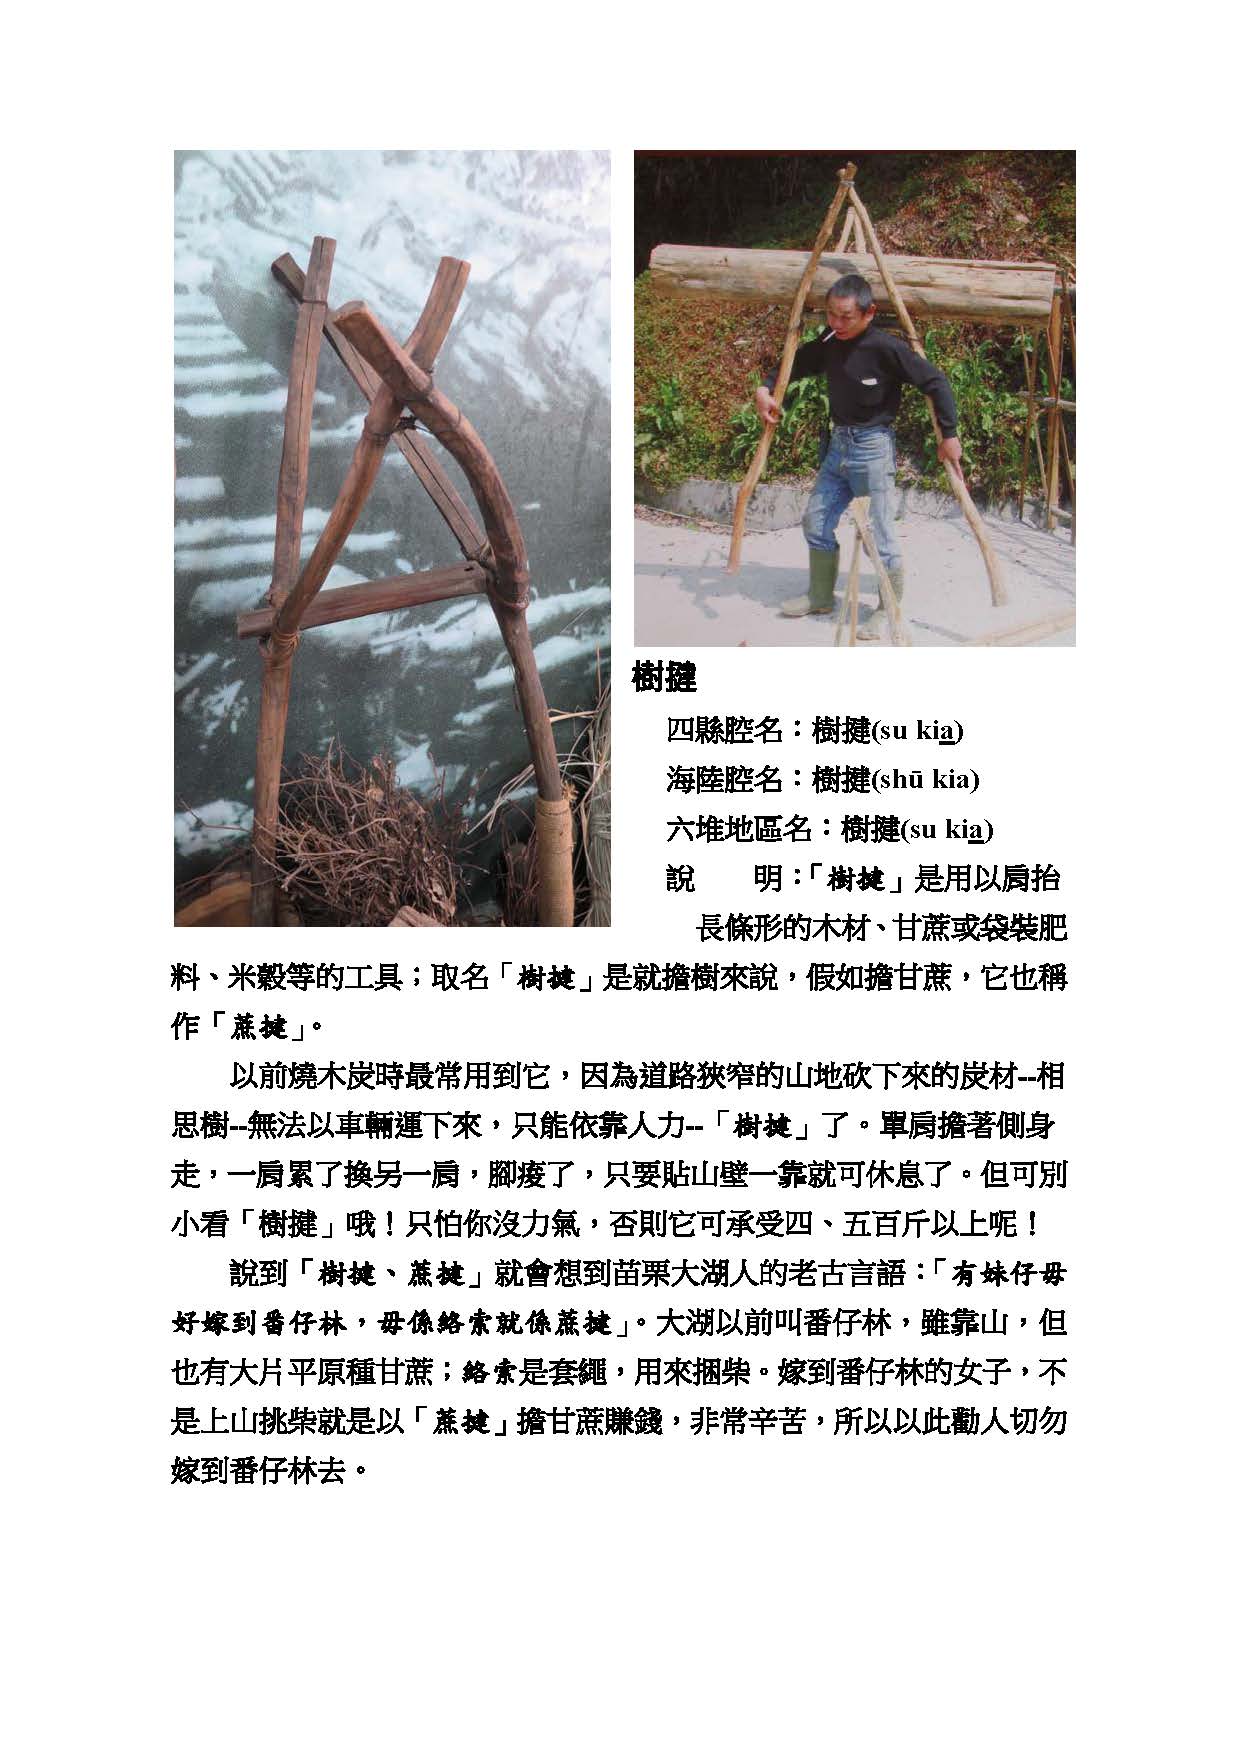 樹揵
四縣腔名：樹揵(su kia)
海陸腔名：樹揵(shū kia)
六堆地區名：樹揵(su kia)
說　　明：「樹揵」是用以肩抬
長條形的木材、甘蔗或袋裝肥
料、米穀等的工具；取名「樹揵」是就擔樹來說，假如擔甘蔗，它也稱
作「蔗揵」。
以前燒木炭時最常用到它，因為道路狹窄的山地砍下來的炭材--相
思樹--無法以車輛運下來，只能依靠人力--「樹揵」了。單肩擔著側身
走，一肩累了換另一肩，腳痠了，只要貼山壁一靠就可休息了。但可別
小看「樹揵」哦！只怕你沒力氣，否則它可承受四、五百斤以上呢！
說到「樹揵、蔗揵」就會想到苗栗大湖人的老古言語：「有妹仔毋
好嫁到番仔林，毋係絡索就係蔗揵」。大湖以前叫番仔林，雖靠山，但
也有大片平原種甘蔗；絡索是套繩，用來捆柴。嫁到番仔林的女子，不
是上山挑柴就是以「蔗揵」擔甘蔗賺錢，非常辛苦，所以以此勸人切勿
嫁到番仔林去。